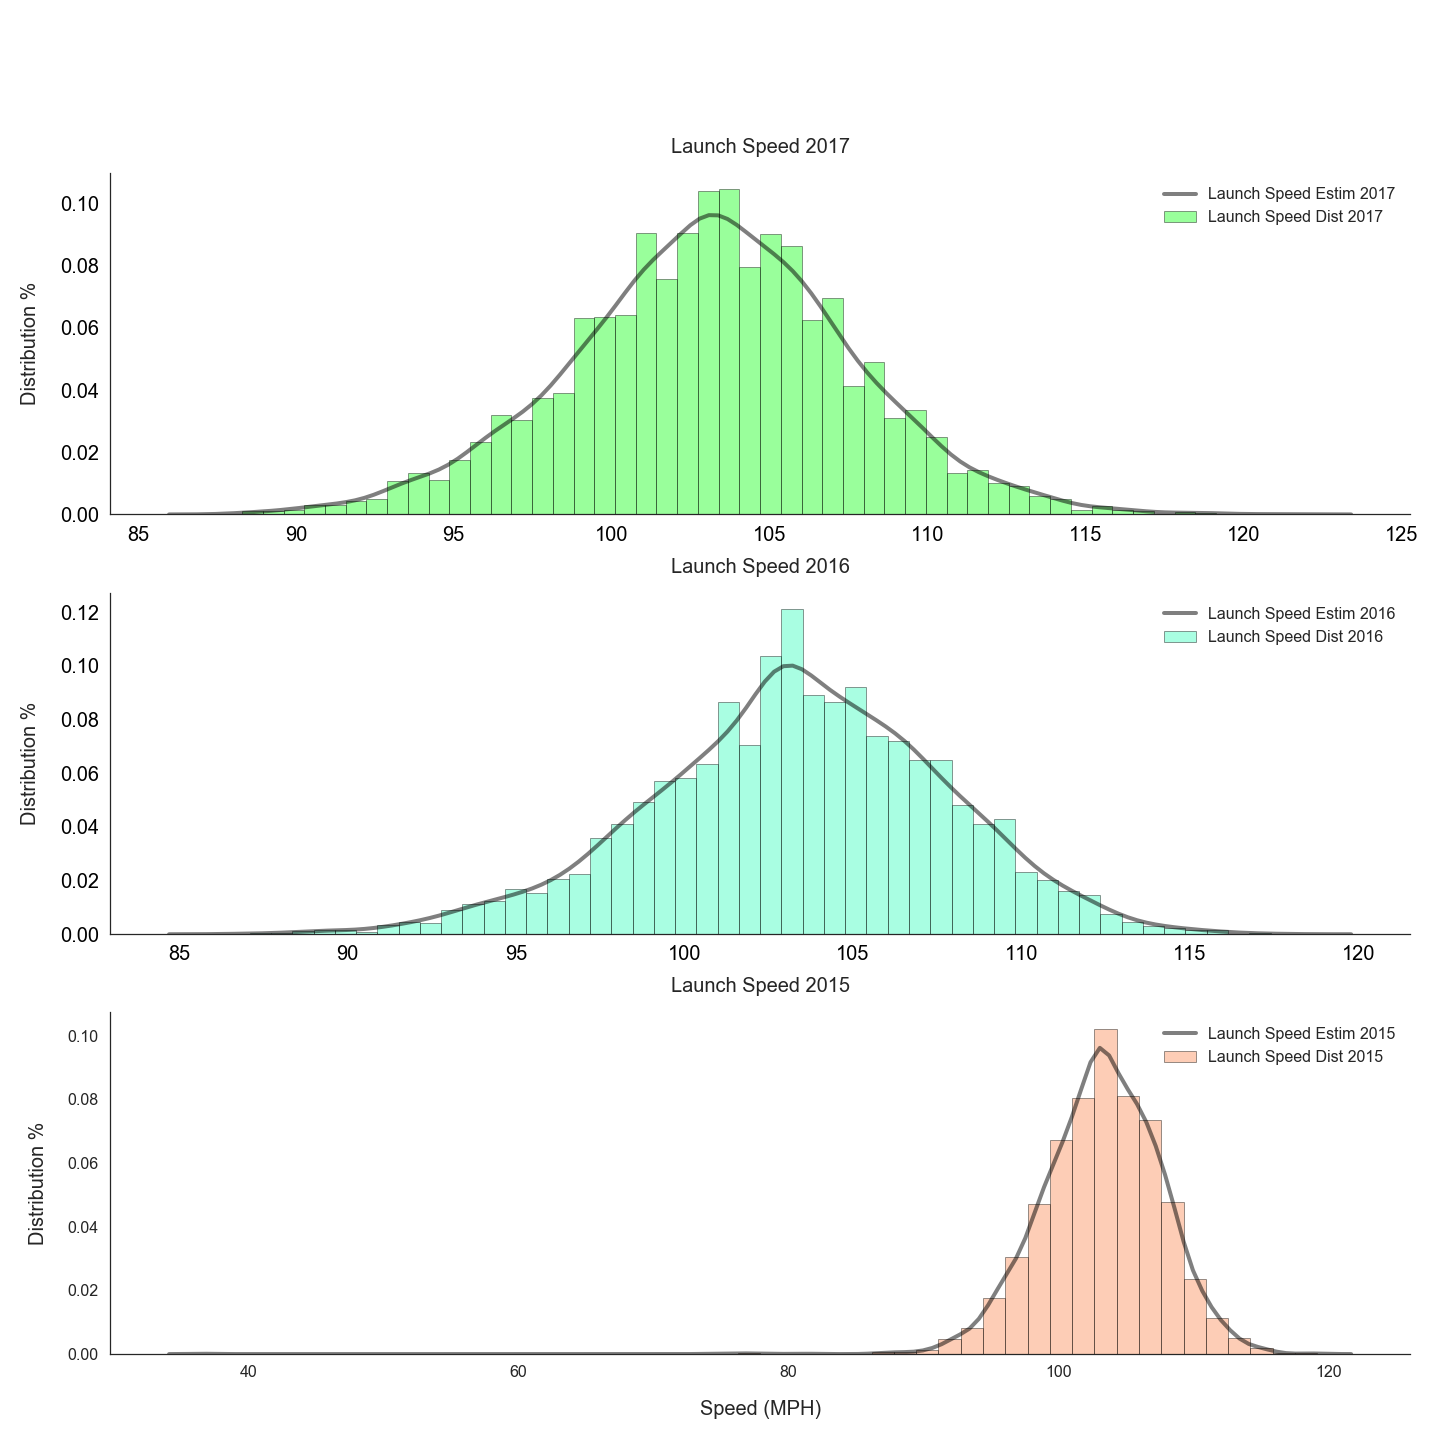 Launch Speed 2017
Launch Speed Estim 2017
Launch Speed Dist 2017
0.10
0.08
0.06
0.04
0.02
0.00
Distribution %
85 90 95 100 105 110 115 120 125
Launch Speed 2016
Launch Speed Estim 2016
Launch Speed Dist 2016
0.12
0.10
0.08
0.06
0.04
0.02
0.00
Distribution %
85 90 95 100 105 110 115 120
Launch Speed 2015
Launch Speed Estim 2015
Launch Speed Dist 2015
0.10
0.08
0.06
0.04
0.02
0.00
Distribution %
40 60 80 100 120
Speed (MPH)